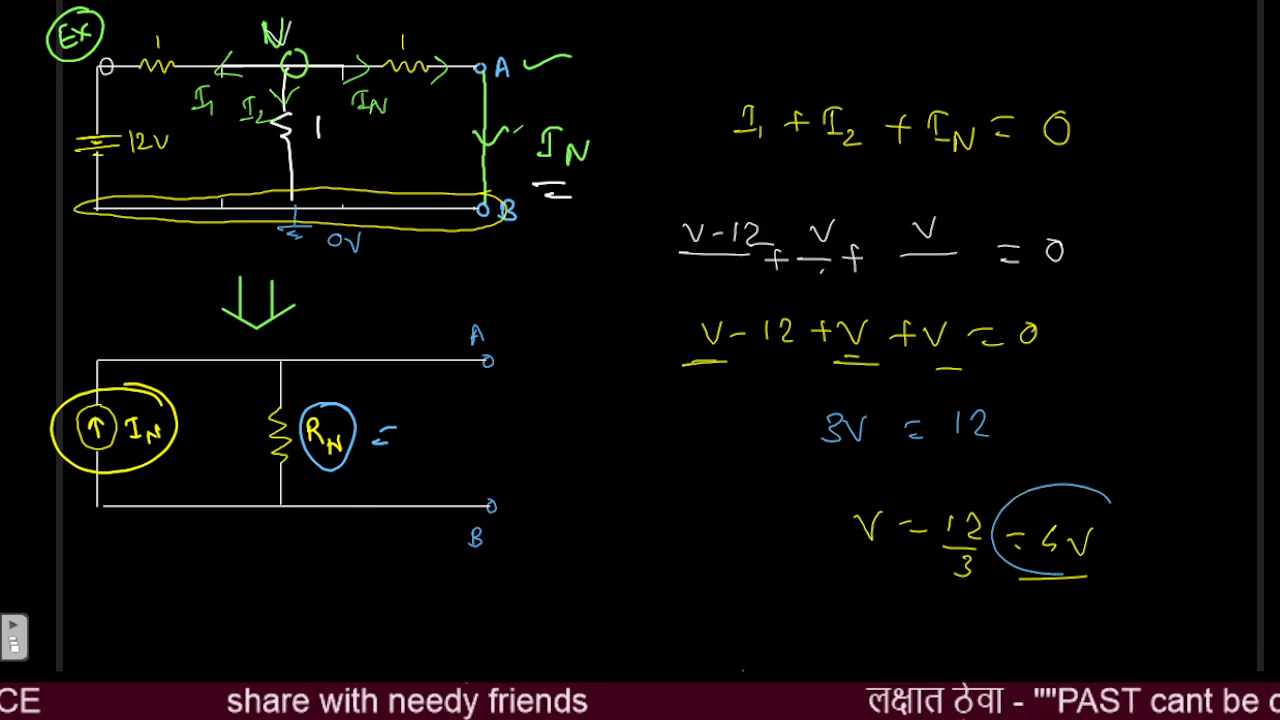 EX
1 V 1
A
I1 I2 IN
12V 1 IN
B
0V
A
IN RN =
B
I1 + I2 + IN = 0
V-12 + V + V = 0
V - 12 + V + V = 0
3V = 12
V = 12/3 = 4V
CE share with needy friends लक्षात ठेवा - ""PAST cant be c